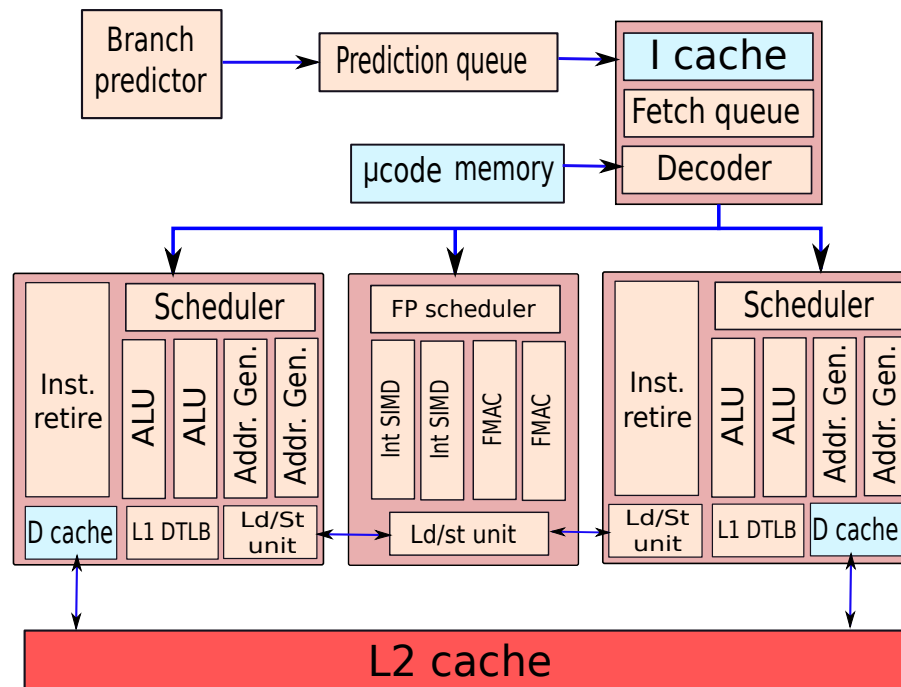 Branch
predictor
Prediction queue
I cache
Fetch queue
µcode memory
Decoder
Scheduler
Inst.
retire
ALU
ALU
Addr. Gen.
Addr. Gen.
D cache
L1 DTLB
Ld/St
unit
FP scheduler
Int SIMD
Int SIMD
FMAC
FMAC
Ld/st unit
Scheduler
Inst.
retire
ALU
ALU
Addr. Gen.
Addr. Gen.
Ld/St
unit
L1 DTLB
D cache
L2 cache